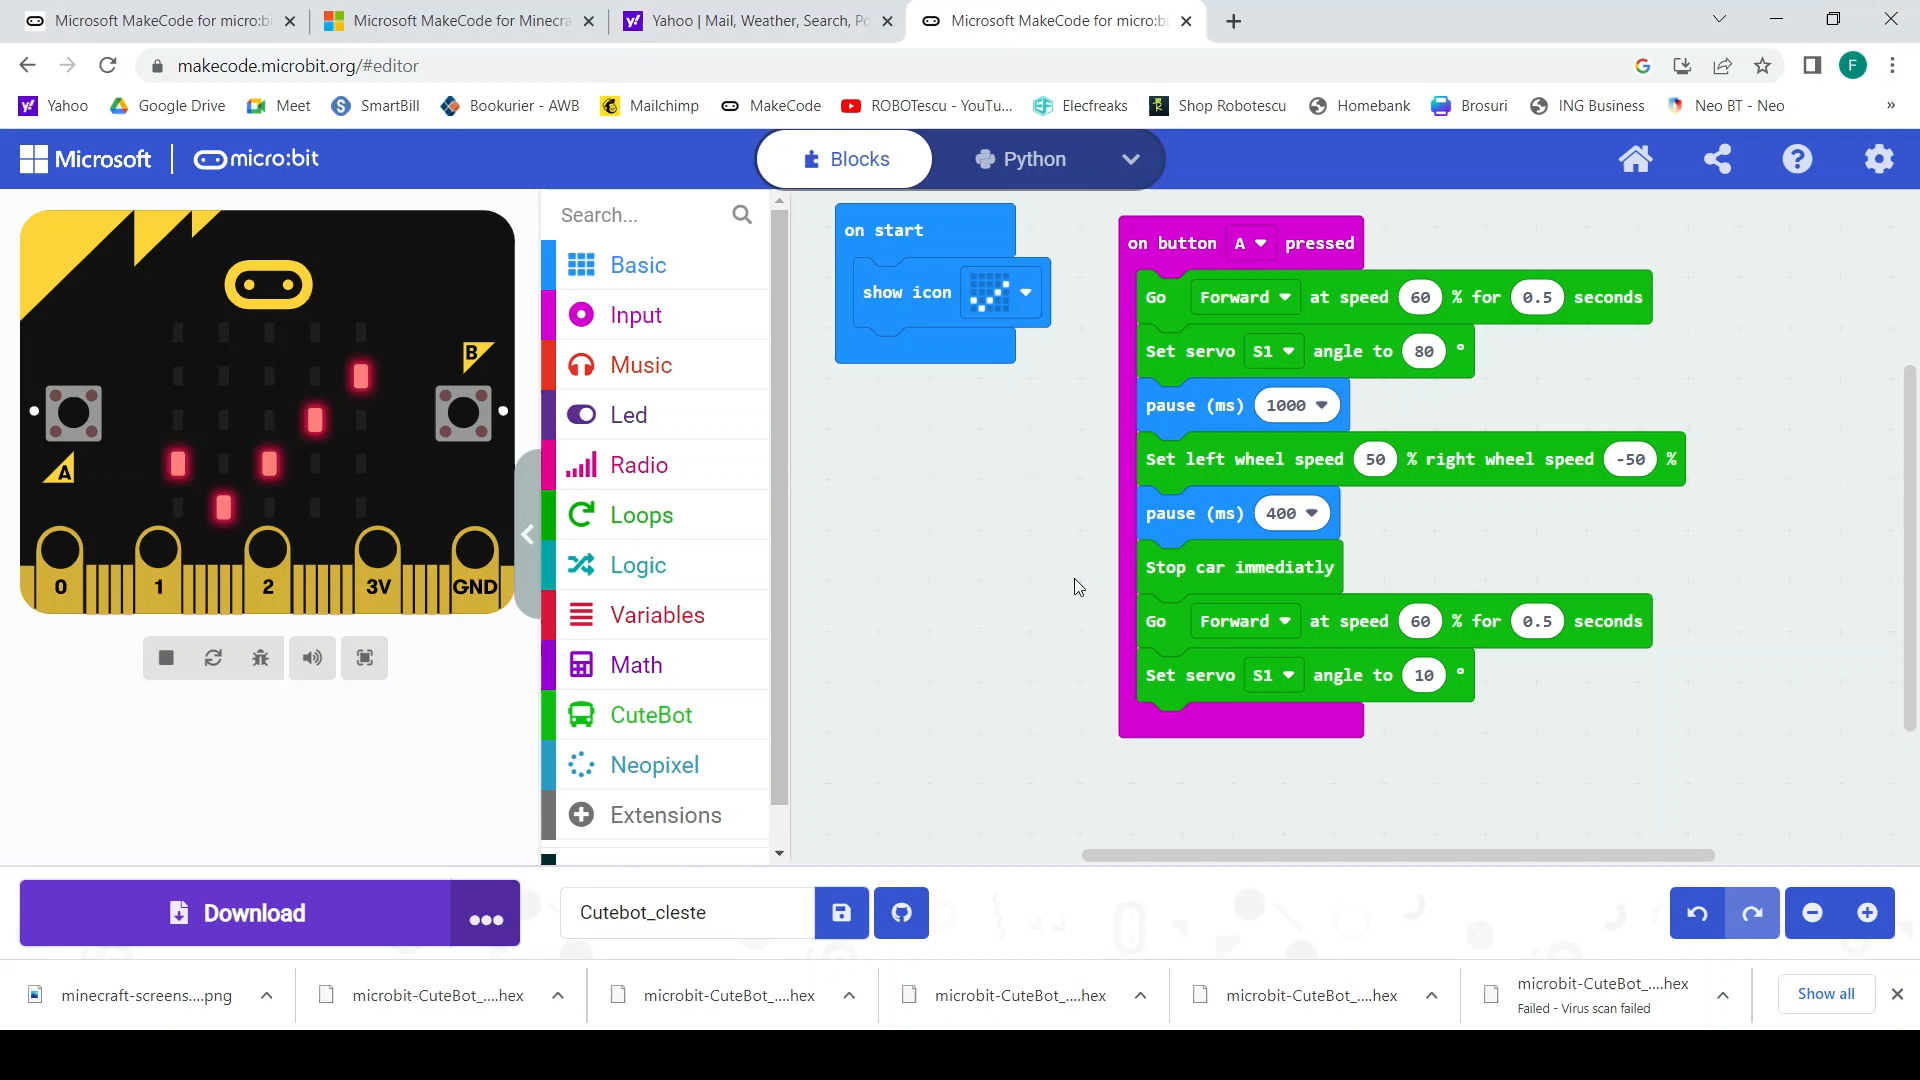 Microsoft MakeCode for micro:bi
Microsoft MakeCode for Minecra
Yahoo | Mail, Weather, Search, Po
Microsoft MakeCode for micro:bi
makecode.microbit.org/#editor
F
Yahoo
Google Drive
Meet
SmartBill
Bookurier - AWB
Mailchimp
MakeCode
ROBOTescu - YouTu...
Elecfreaks
Shop Robotescu
Homebank
Brosuri
ING Business
Neo BT - Neo
»
Microsoft
micro:bit
Blocks
Python
A
B
0
1
2
3V
GND
Search...
Basic
Input
Music
Led
Radio
Loops
Logic
Variables
Math
CuteBot
Neopixel
Extensions
on start
show icon
on button A pressed
Go Forward at speed 60 % for 0.5 seconds
Set servo S1 angle to 80 °
pause (ms) 1000
Set left wheel speed 50 % right wheel speed -50 %
pause (ms) 400
Stop car immediatly
Go Forward at speed 60 % for 0.5 seconds
Set servo S1 angle to 10 °
Download
Cutebot_cleste
minecraft-screens....png
microbit-CuteBot_....hex
microbit-CuteBot_....hex
microbit-CuteBot_....hex
microbit-CuteBot_....hex
microbit-CuteBot_....hex
Failed - Virus scan failed
Show all